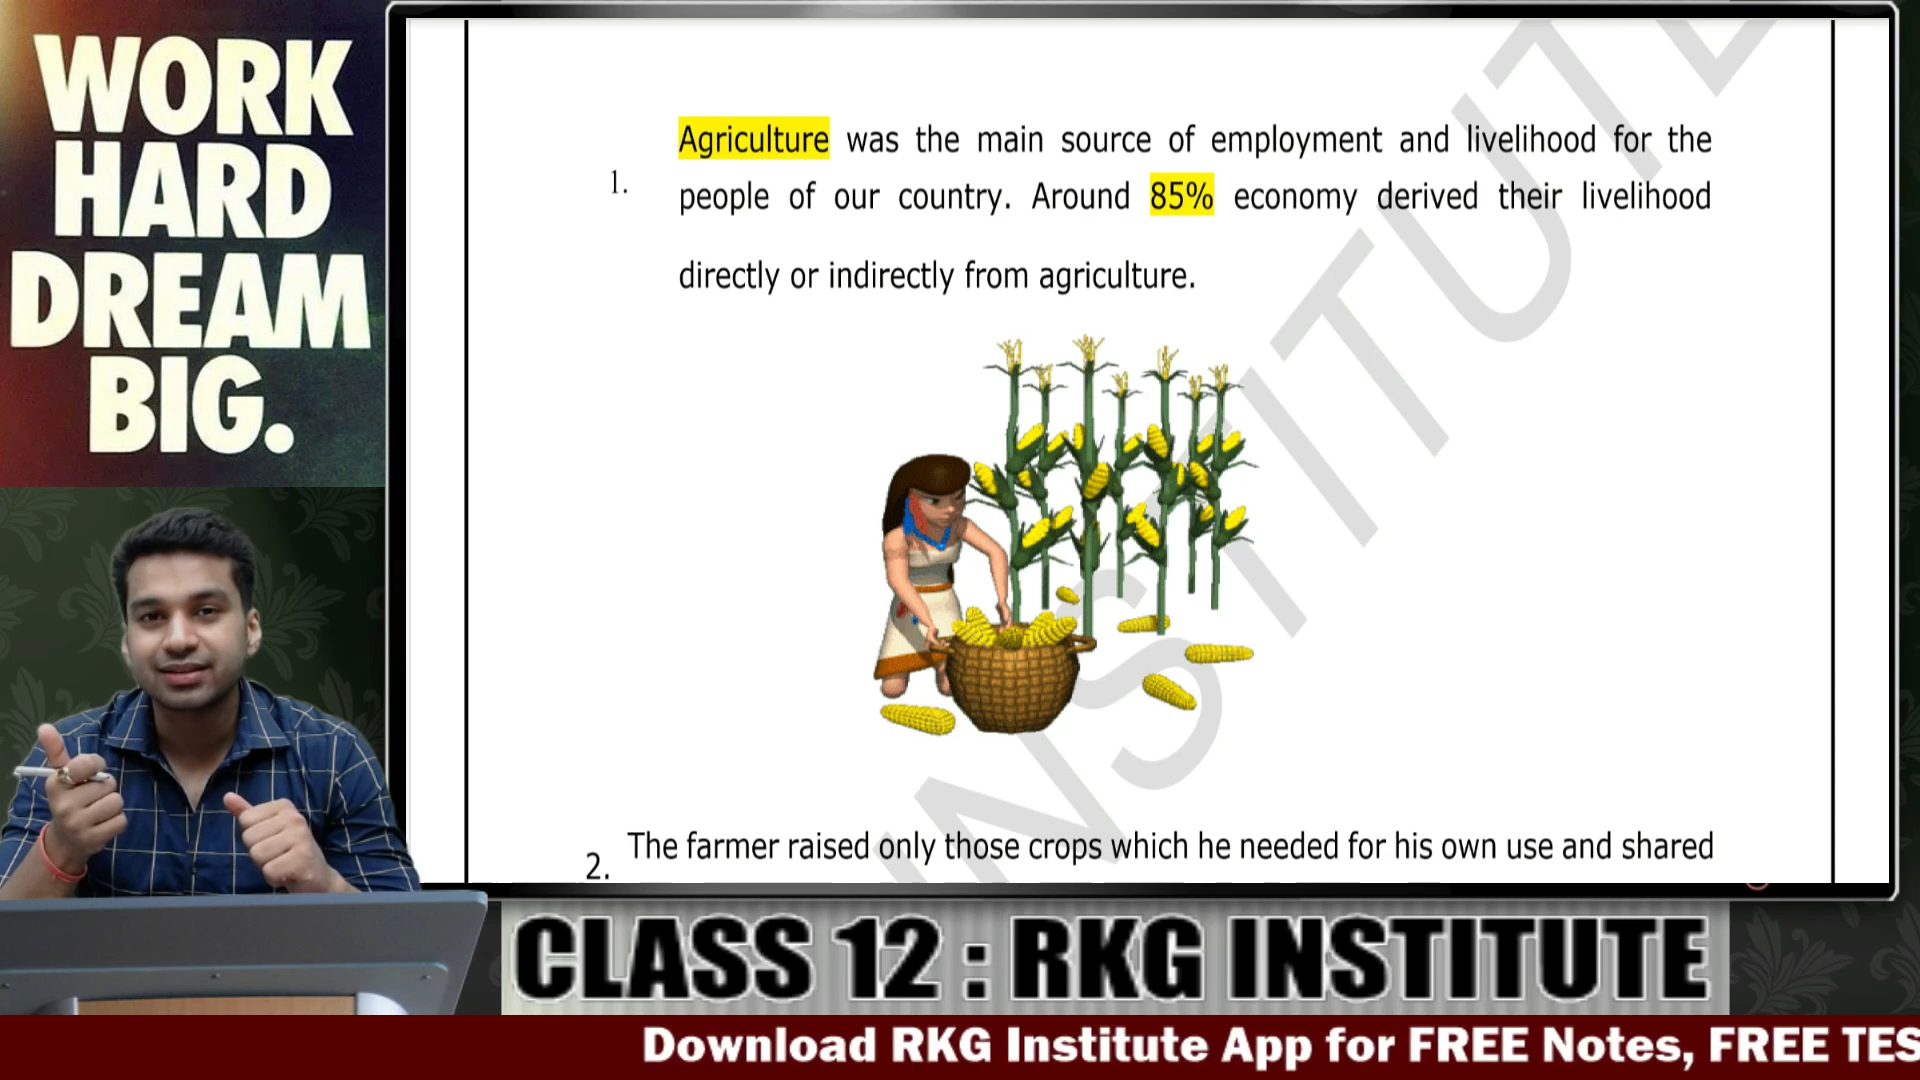 WORK
HARD
DREAM
BIG.
Agriculture was the main source of employment and livelihood for the
1.
people of our country. Around 85% economy derived their livelihood
directly or indirectly from agriculture.
INSTITUTE
2. The farmer raised only those crops which he needed for his own use and shared
CLASS 12 : RKG INSTITUTE
Download RKG Institute App for FREE Notes, FREE TES